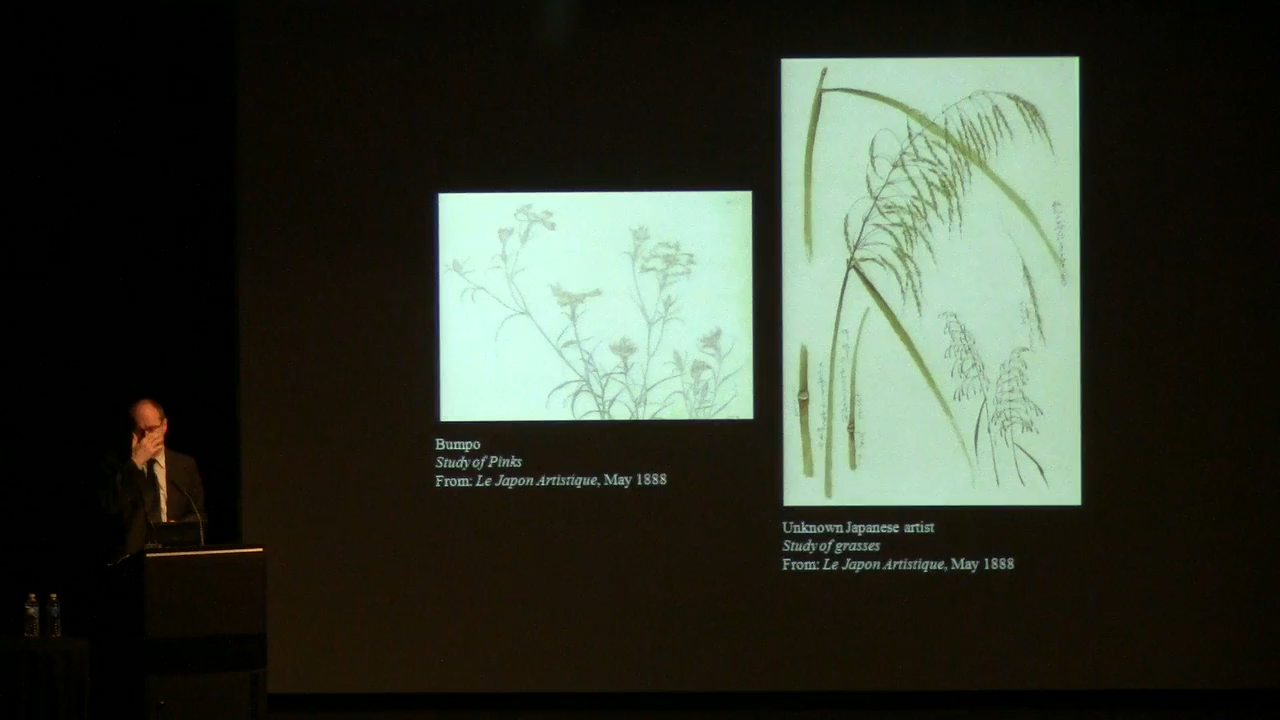 Bumpo
Study of Pinks
From: Le Japon Artistique, May 1888
Unknown Japanese artist
Study of grasses
From: Le Japon Artistique, May 1888